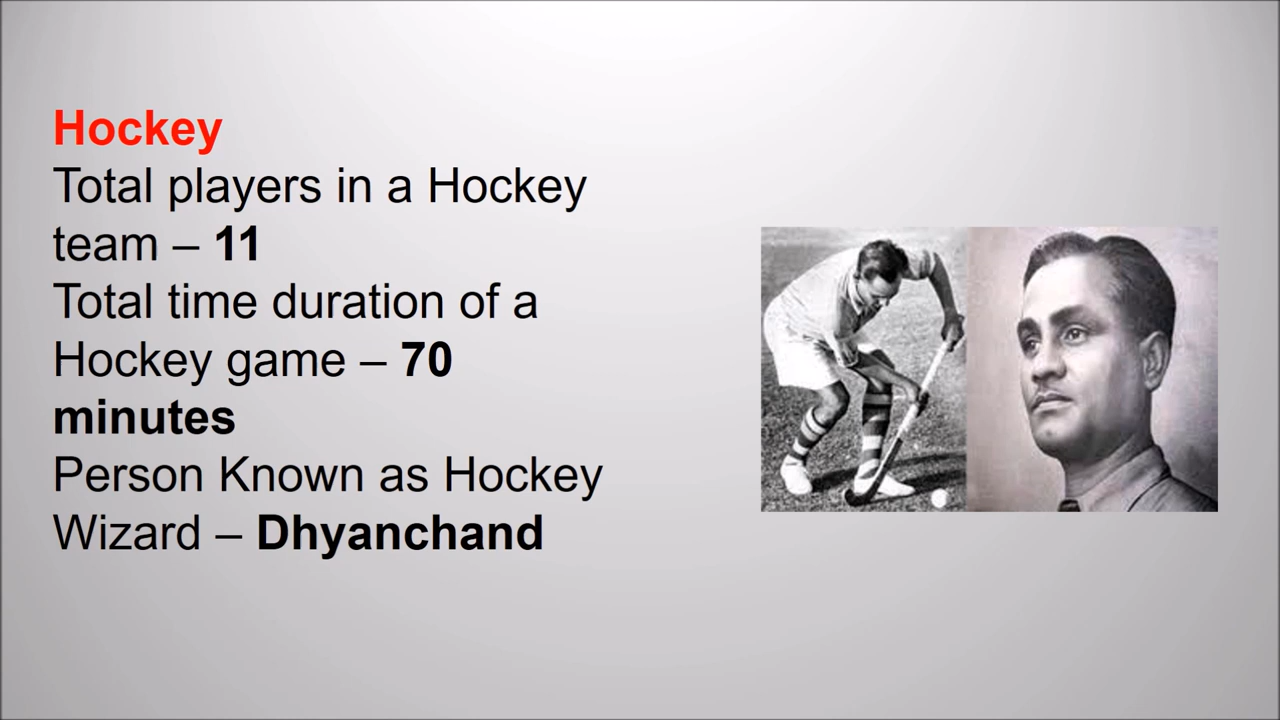 Hockey
Total players in a Hockey
team – 11
Total time duration of a
Hockey game – 70
minutes
Person Known as Hockey
Wizard – Dhyanchand